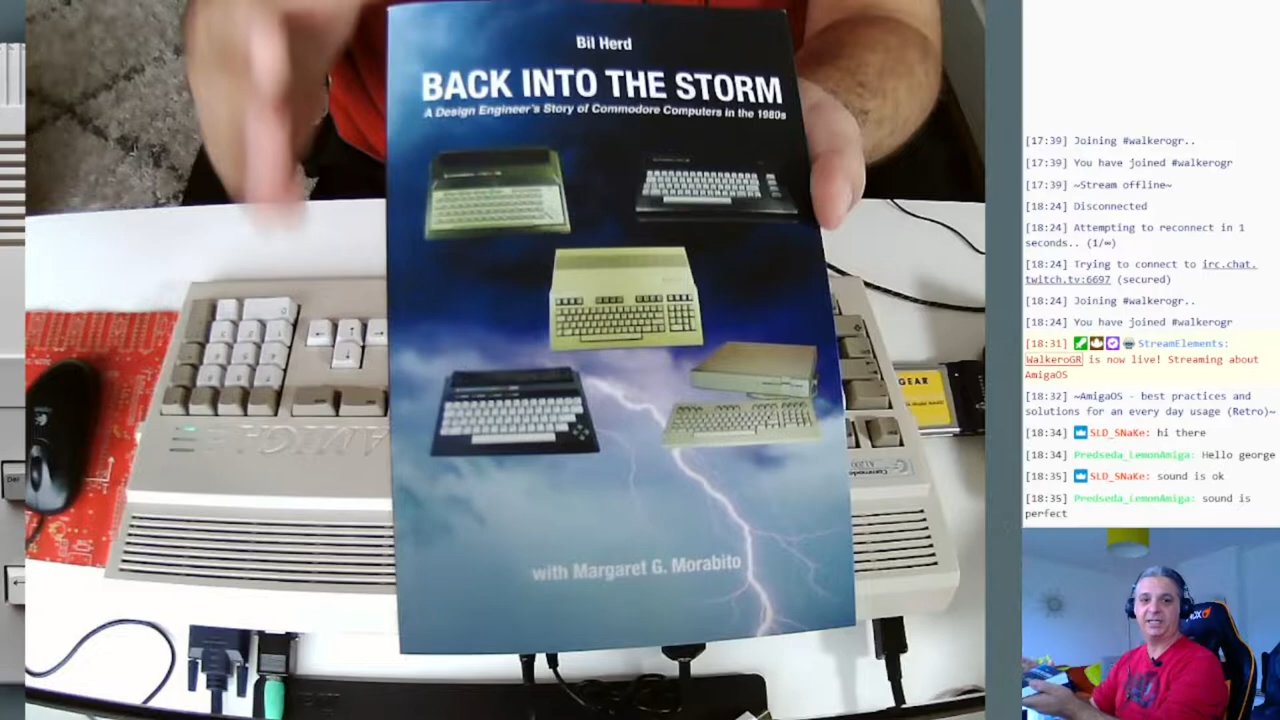 Bil Herd
BACK INTO THE STORM
A Design Engineer's Story of Commodore Computers in the 1980s
with Margaret G. Morabito
AMIGA
Commodore
A1200
GEAR
Del
[17:39] Joining #walkerogr..
[17:39] You have joined #walkerogr
[17:39] ~Stream offline~
[18:24] Disconnected
[18:24] Attempting to reconnect in 1
seconds.. (1/∞)
[18:24] Trying to connect to irc.chat.
twitch.tv:6697 (secured)
[18:24] Joining #walkerogr..
[18:24] You have joined #walkerogr
[18:31] StreamElements:
WalkeroGR is now live! Streaming about
AmigaOS
[18:32] ~AmigaOS - best practices and
solutions for an every day usage (Retro)~
[18:34] SLD_SNaKe: hi there
[18:34] Predseda_LemonAmiga: Hello george
[18:35] SLD_SNaKe: sound is ok
[18:35] Predseda_LemonAmiga: sound is
perfect